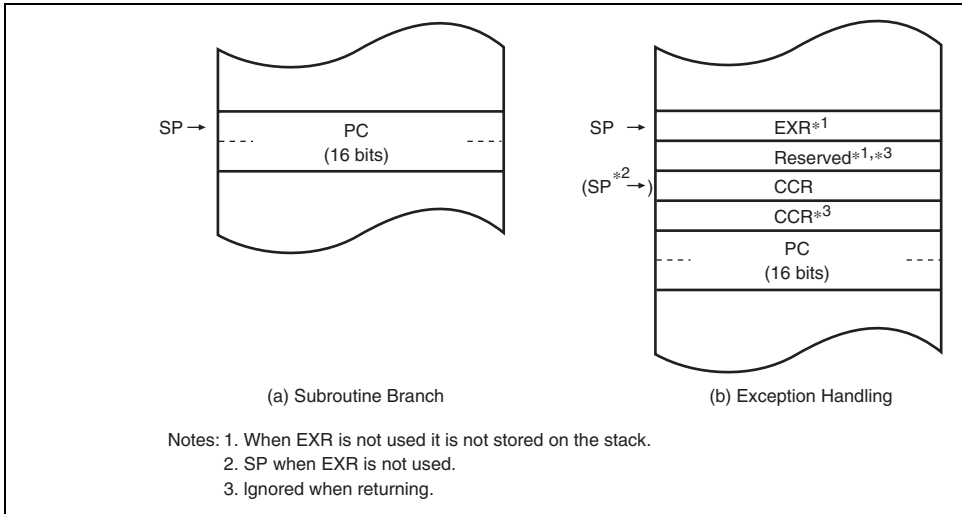 SP →
PC
(16 bits)
(a) Subroutine Branch
SP →
EXR*1
Reserved*1,*3
(SP*2 →)
CCR
CCR*3
PC
(16 bits)
(b) Exception Handling
Notes: 1. When EXR is not used it is not stored on the stack.
2. SP when EXR is not used.
3. Ignored when returning.